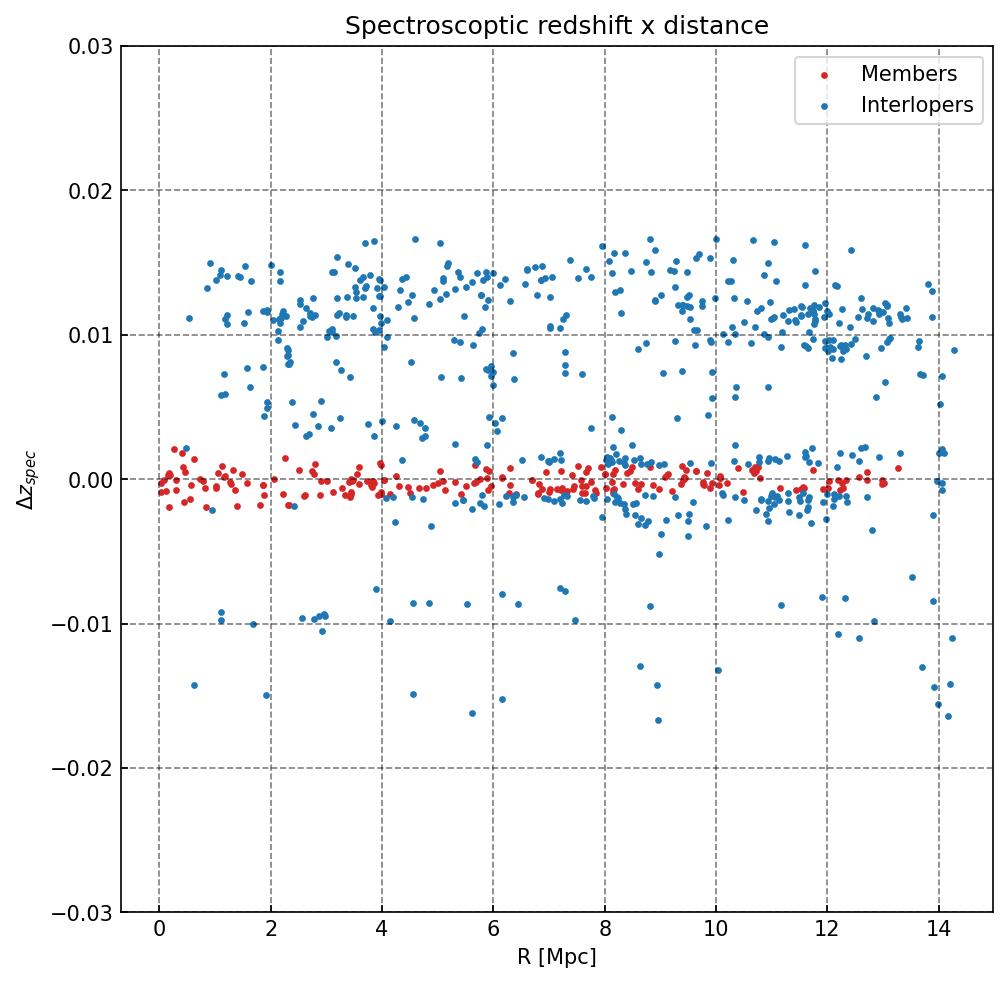 Spectroscoptic redshift x distance
Members
Interlopers
0.03
0.02
0.01
0.00
−0.01
−0.02
−0.03
Δz_spec
0 2 4 6 8 10 12 14
R [Mpc]